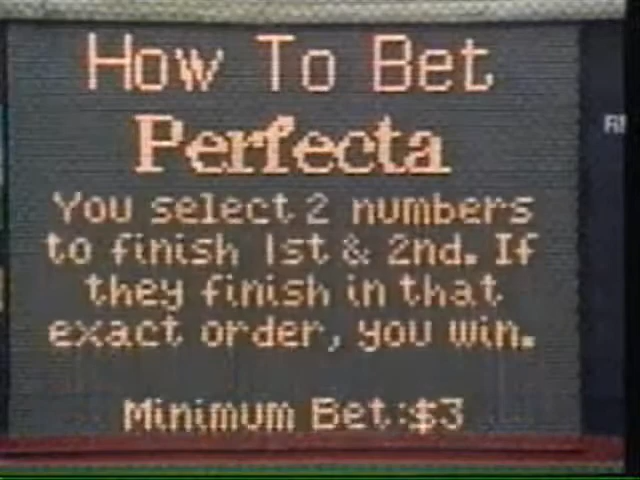 How To Bet
Perfecta
You select 2 numbers
to finish 1st & 2nd. If
they finish in that
exact order, you win.
Minimum Bet:$3